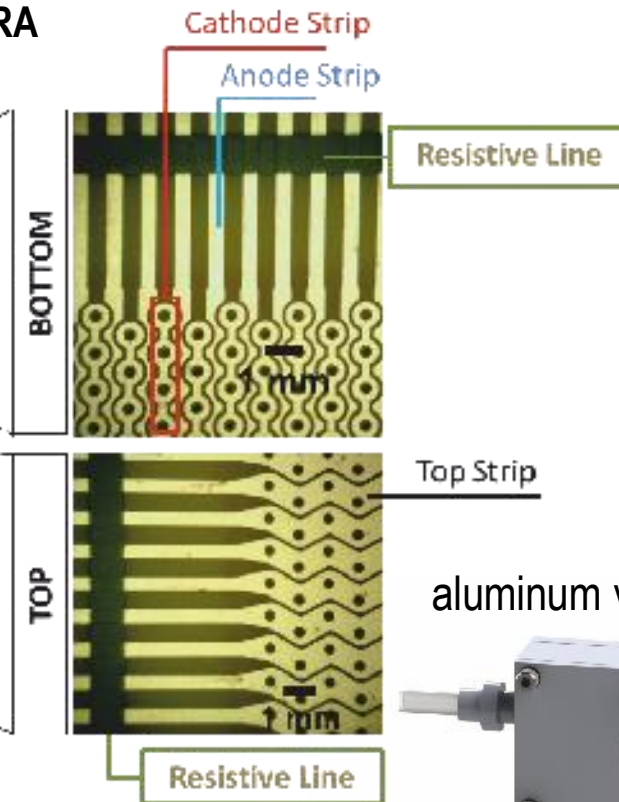 RA
Cathode Strip
Anode Strip
Resistive Line
BOTTOM
1 mm
Top Strip
TOP
aluminum v
1 mm
Resistive Line